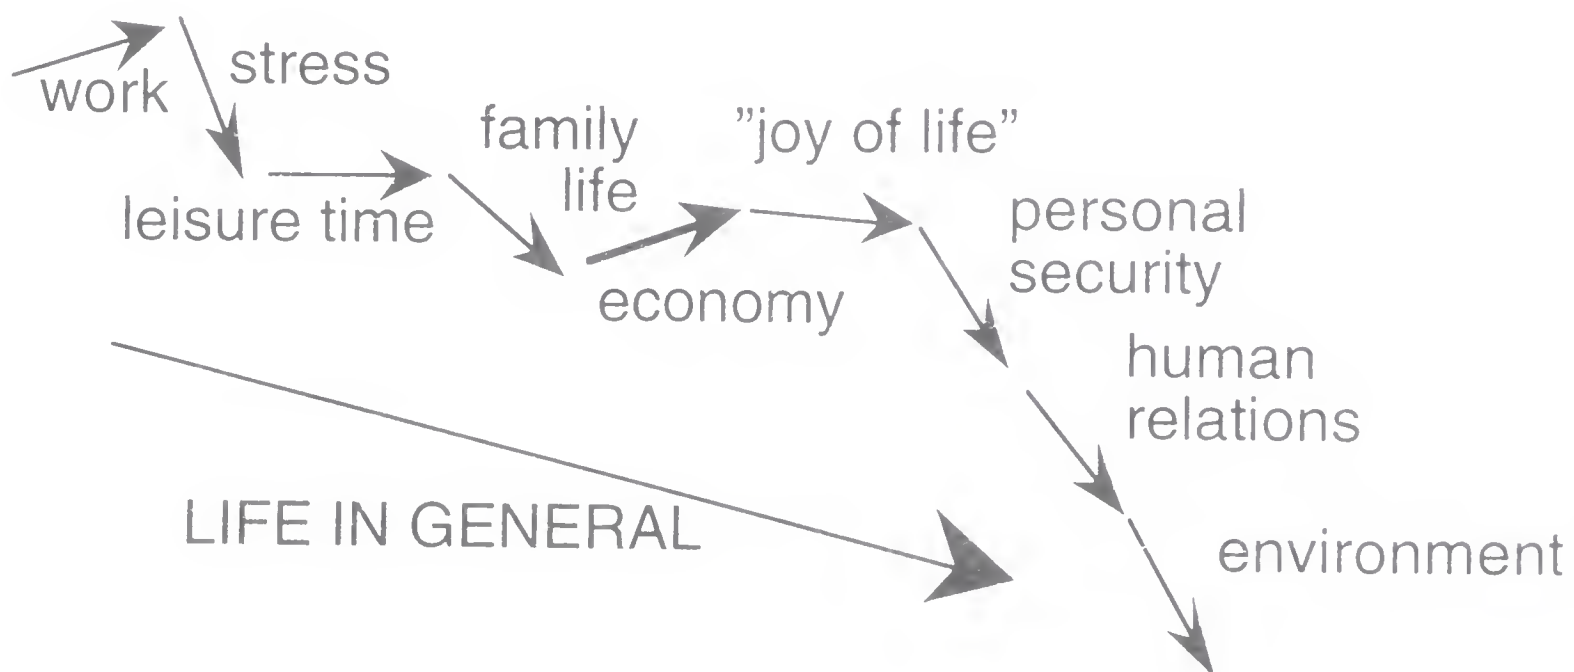 work
stress
leisure time
family
life
economy
”joy of life”
personal
security
human
relations
environment
LIFE IN GENERAL